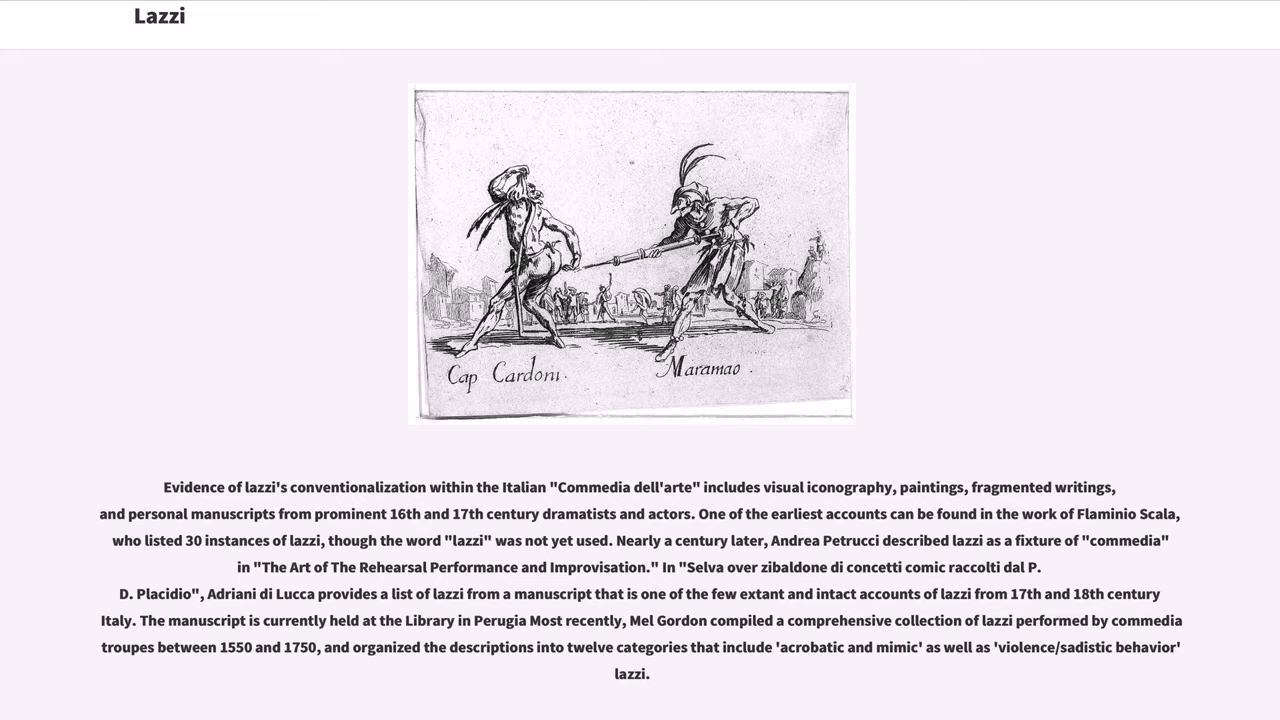 Lazzi
Cap Cardoni.
Maramao.
Evidence of lazzi's conventionalization within the Italian "Commedia dell'arte" includes visual iconography, paintings, fragmented writings,
and personal manuscripts from prominent 16th and 17th century dramatists and actors. One of the earliest accounts can be found in the work of Flaminio Scala,
who listed 30 instances of lazzi, though the word "lazzi" was not yet used. Nearly a century later, Andrea Petrucci described lazzi as a fixture of "commedia"
in "The Art of The Rehearsal Performance and Improvisation." In "Selva over zibaldone di concetti comic raccolti dal P.
D. Placidio", Adriani di Lucca provides a list of lazzi from a manuscript that is one of the few extant and intact accounts of lazzi from 17th and 18th century
Italy. The manuscript is currently held at the Library in Perugia Most recently, Mel Gordon compiled a comprehensive collection of lazzi performed by commedia
troupes between 1550 and 1750, and organized the descriptions into twelve categories that include 'acrobatic and mimic' as well as 'violence/sadistic behavior'
lazzi.